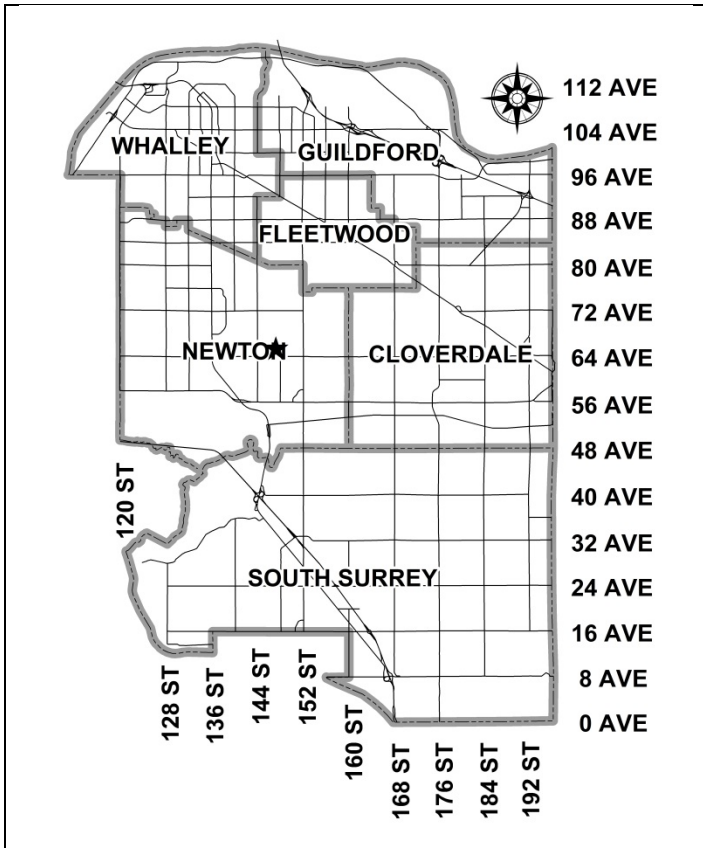 112 AVE
104 AVE
WHALLEY
GUILDFORD
96 AVE
88 AVE
FLEETWOOD
80 AVE
72 AVE
NEWTON
CLOVERDALE
64 AVE
56 AVE
48 AVE
120 ST
40 AVE
32 AVE
SOUTH SURREY
24 AVE
16 AVE
8 AVE
0 AVE
128 ST
136 ST
144 ST
152 ST
160 ST
168 ST
176 ST
184 ST
192 ST